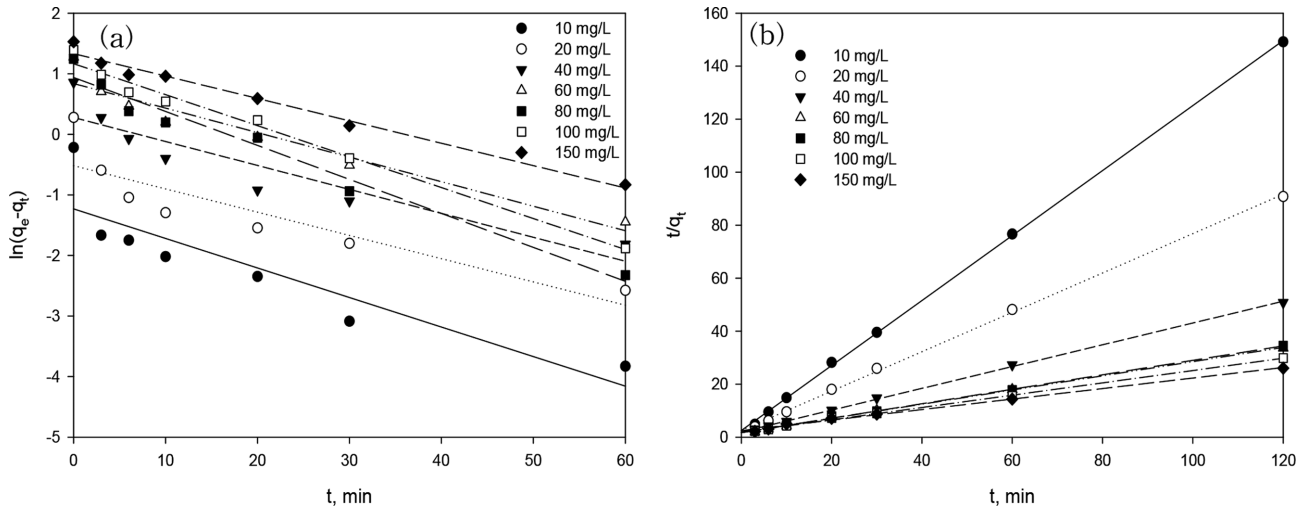 (a)
10 mg/L
20 mg/L
40 mg/L
60 mg/L
80 mg/L
100 mg/L
150 mg/L
2
1
0
-1
-2
-3
-4
-5
ln(qe-qt)
0
10
20
30
40
50
60
t, min
(b)
10 mg/L
20 mg/L
40 mg/L
60 mg/L
80 mg/L
100 mg/L
150 mg/L
160
140
120
100
80
60
40
20
0
t/qt
0
20
40
60
80
100
120
t, min